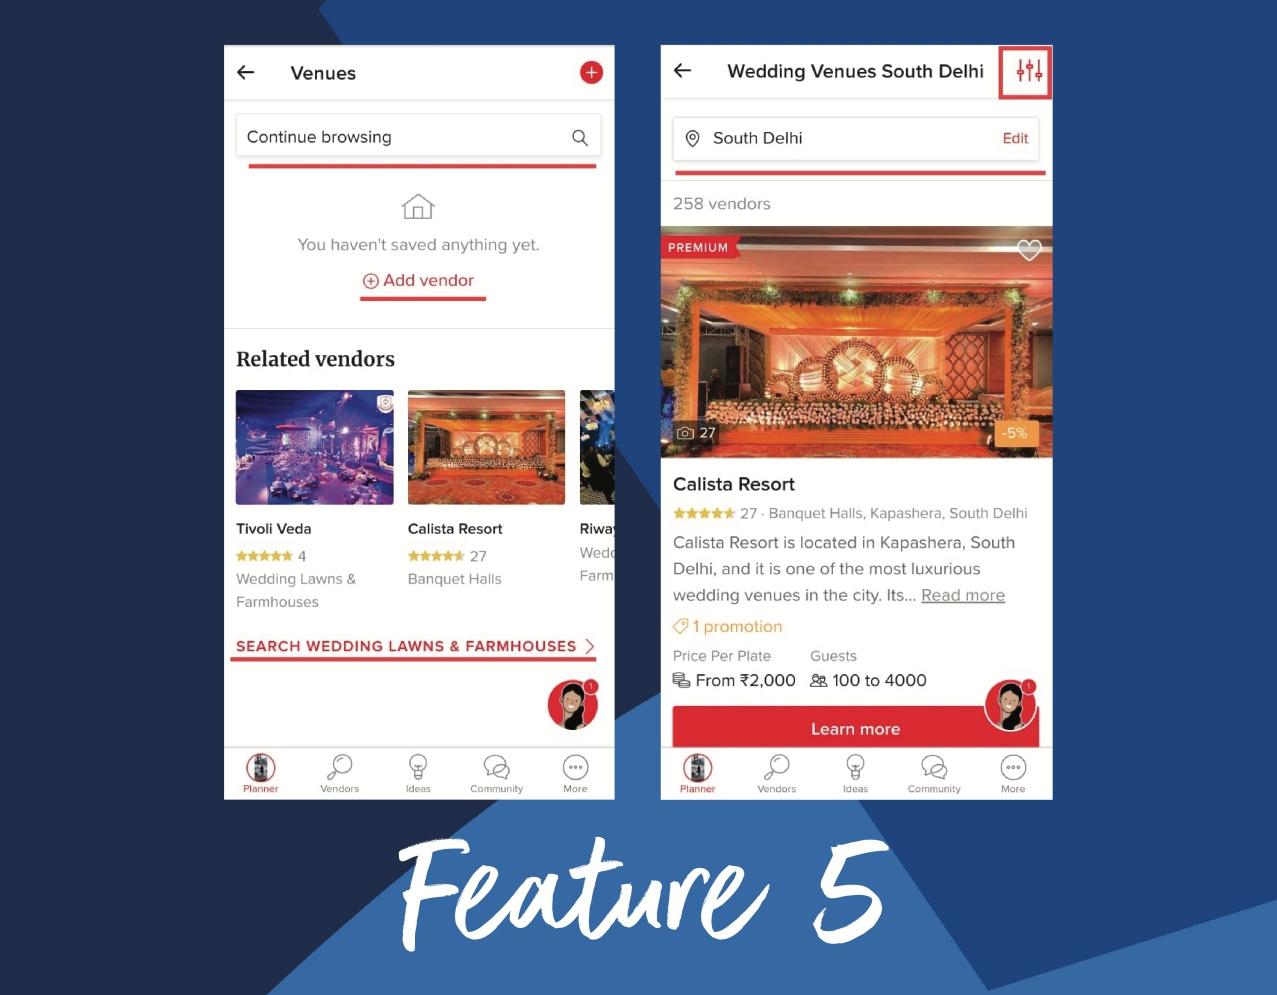 Venues
Continue browsing
You haven't saved anything yet.
Add vendor
Related vendors
Tivoli Veda
4
Wedding Lawns &
Farmhouses
Calista Resort
27
Banquet Halls
Riway
Wedd
Farm
SEARCH WEDDING LAWNS & FARMHOUSES
1
Planner
Vendors
Ideas
Community
More
Wedding Venues South Delhi
South Delhi
Edit
258 vendors
PREMIUM
27
-5%
Calista Resort
27 · Banquet Halls, Kapashera, South Delhi
Calista Resort is located in Kapashera, South
Delhi, and it is one of the most luxurious
wedding venues in the city. Its... Read more
1 promotion
Price Per Plate Guests
From ₹2,000 100 to 4000
1
Learn more
Planner
Vendors
Ideas
Community
More
Feature 5